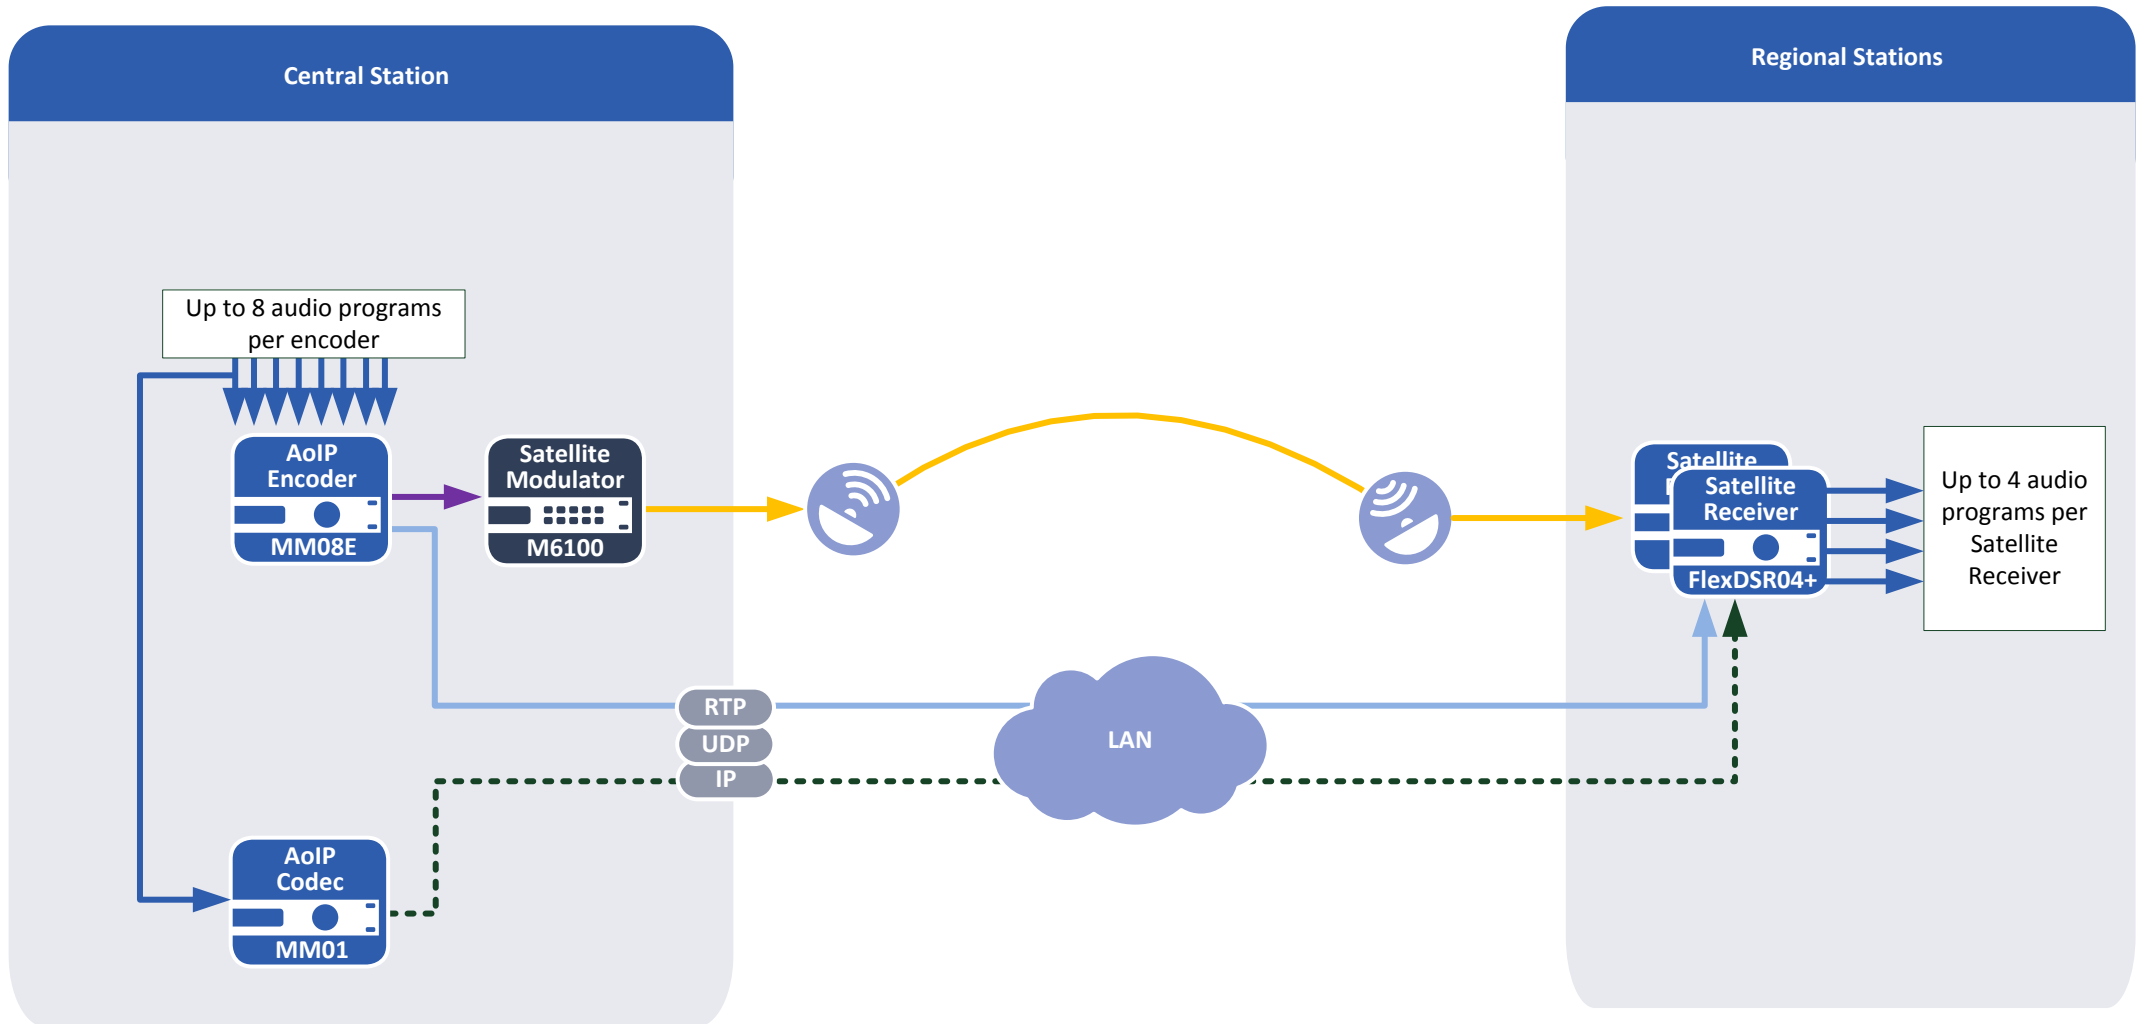 Central Station
Regional Stations
Up to 8 audio programs
per encoder
AoIP
Encoder
MM08E
Satellite
Modulator
M6100
Satellite
Satellite
Receiver
FlexDSR04+
Up to 4 audio
programs per
Satellite
Receiver
RTP
UDP
IP
LAN
AoIP
Codec
MM01